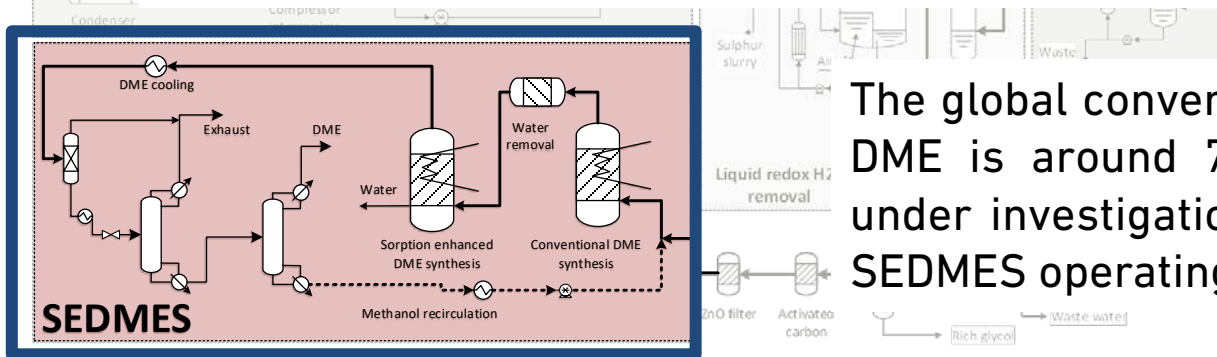 Condenser
Compressor
DME cooling
Exhaust
DME
Water
removal
Water
Sorption enhanced
DME synthesis
Conventional DME
synthesis
Methanol recirculation
SEDMES
Sulphur
slurry
Liquid redox H2
removal
ZnO filter
Activated
carbon
Waste
Waste water
Rich glycol
The global conver
DME is around 7
under investigatio
SEDMES operating